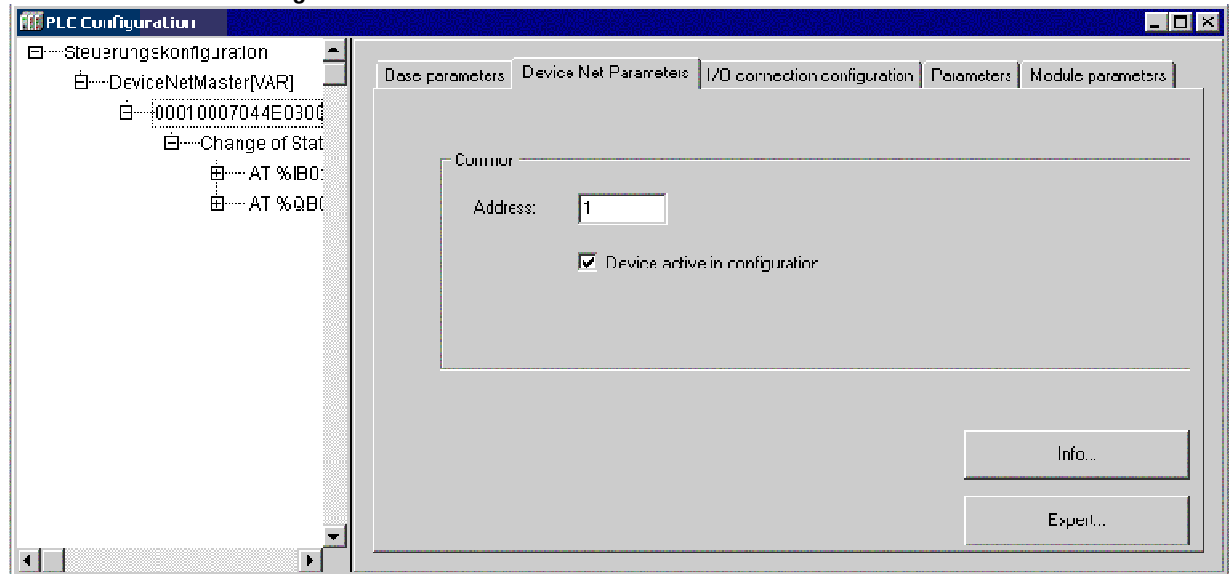 PLC Configuration
Steuerungskonfiguration
DeviceNetMaster[VAR]
00010007044E0300
Change of Stat
AT %IB0
AT %QB0
Base parameters
Device Net Parameters
I/O connection configuration
Parameters
Module parameters
Common
Address:
1
Device active in configuration
Info...
Expert...